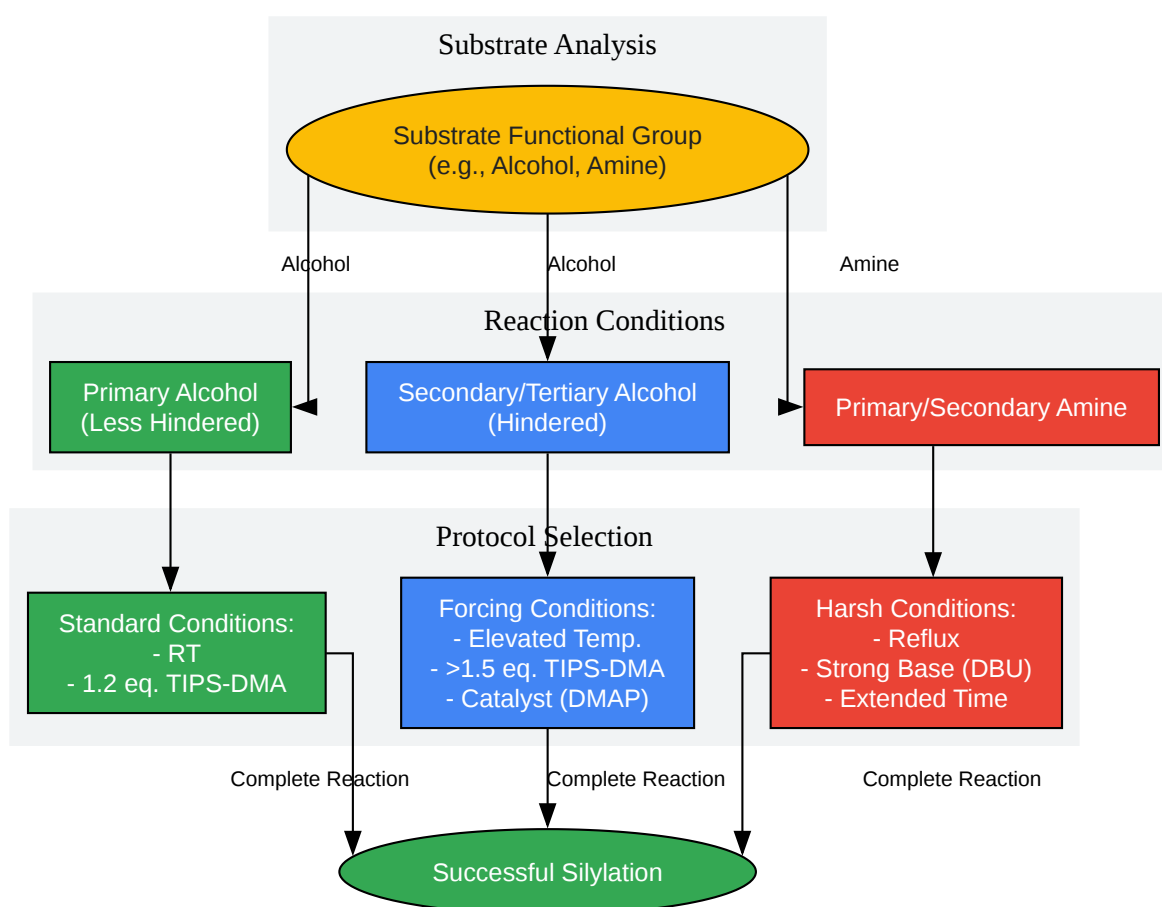 Substrate Analysis
Substrate Functional Group
(e.g., Alcohol, Amine)
Alcohol
Alcohol
Amine
Reaction Conditions
Primary Alcohol
(Less Hindered)
Secondary/Tertiary Alcohol
(Hindered)
Primary/Secondary Amine
Protocol Selection
Standard Conditions:
- RT
- 1.2 eq. TIPS-DMA
Forcing Conditions:
- Elevated Temp.
- >1.5 eq. TIPS-DMA
- Catalyst (DMAP)
Harsh Conditions:
- Reflux
- Strong Base (DBU)
- Extended Time
Complete Reaction
Complete Reaction
Complete Reaction
Successful Silylation